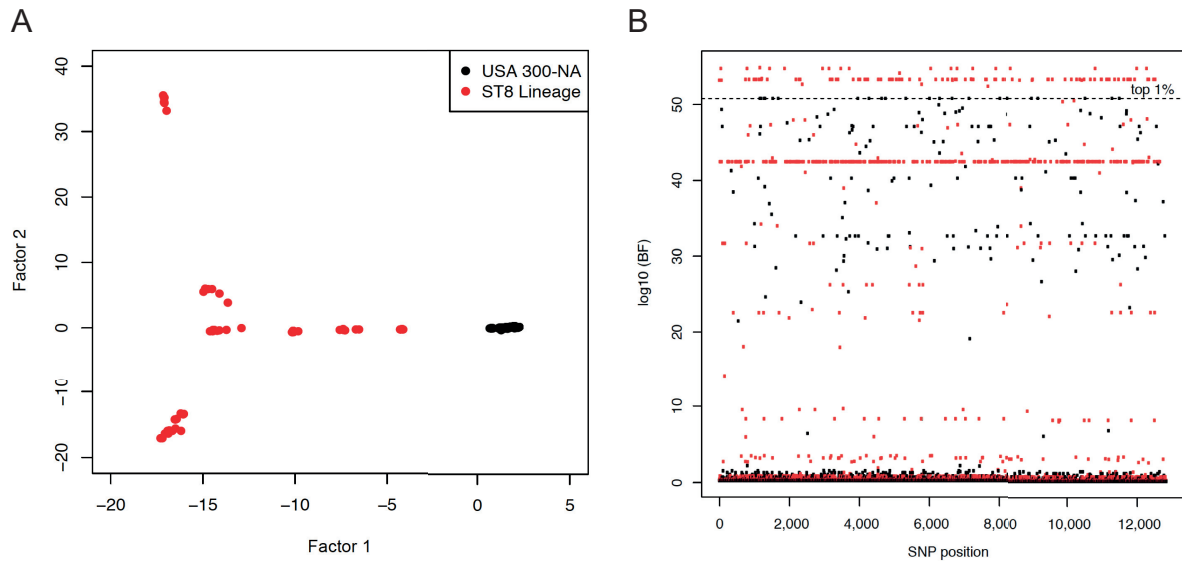 A
B
USA 300-NA
ST8 Lineage
40
30
20
10
0
−10
−20
Factor 2
−20
−15
−10
−5
0
5
Factor 1
top 1%
50
40
30
20
10
0
log10 (BF)
0
2,000
4,000
6,000
8,000
10,000
12,000
SNP position